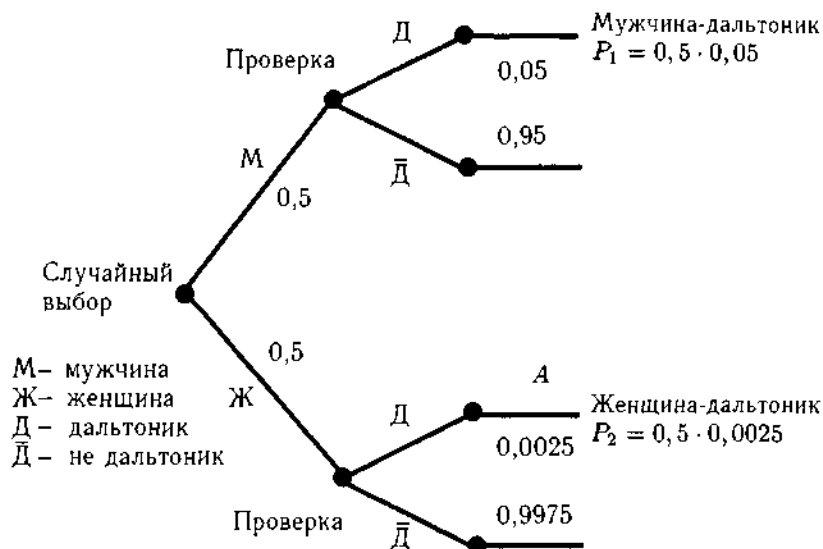 Д
Мужчина-дальтоник
P₁ = 0,5 · 0,05
Проверка
0,05
0,95
М
Д̄
0,5
Случайный
выбор
0,5
М– мужчина
Ж– женщина
Ж
Д – дальтоник
Д̄ – не дальтоник
A
Д
Женщина-дальтоник
P₂ = 0,5 · 0,0025
0,0025
0,9975
Проверка
Д̄